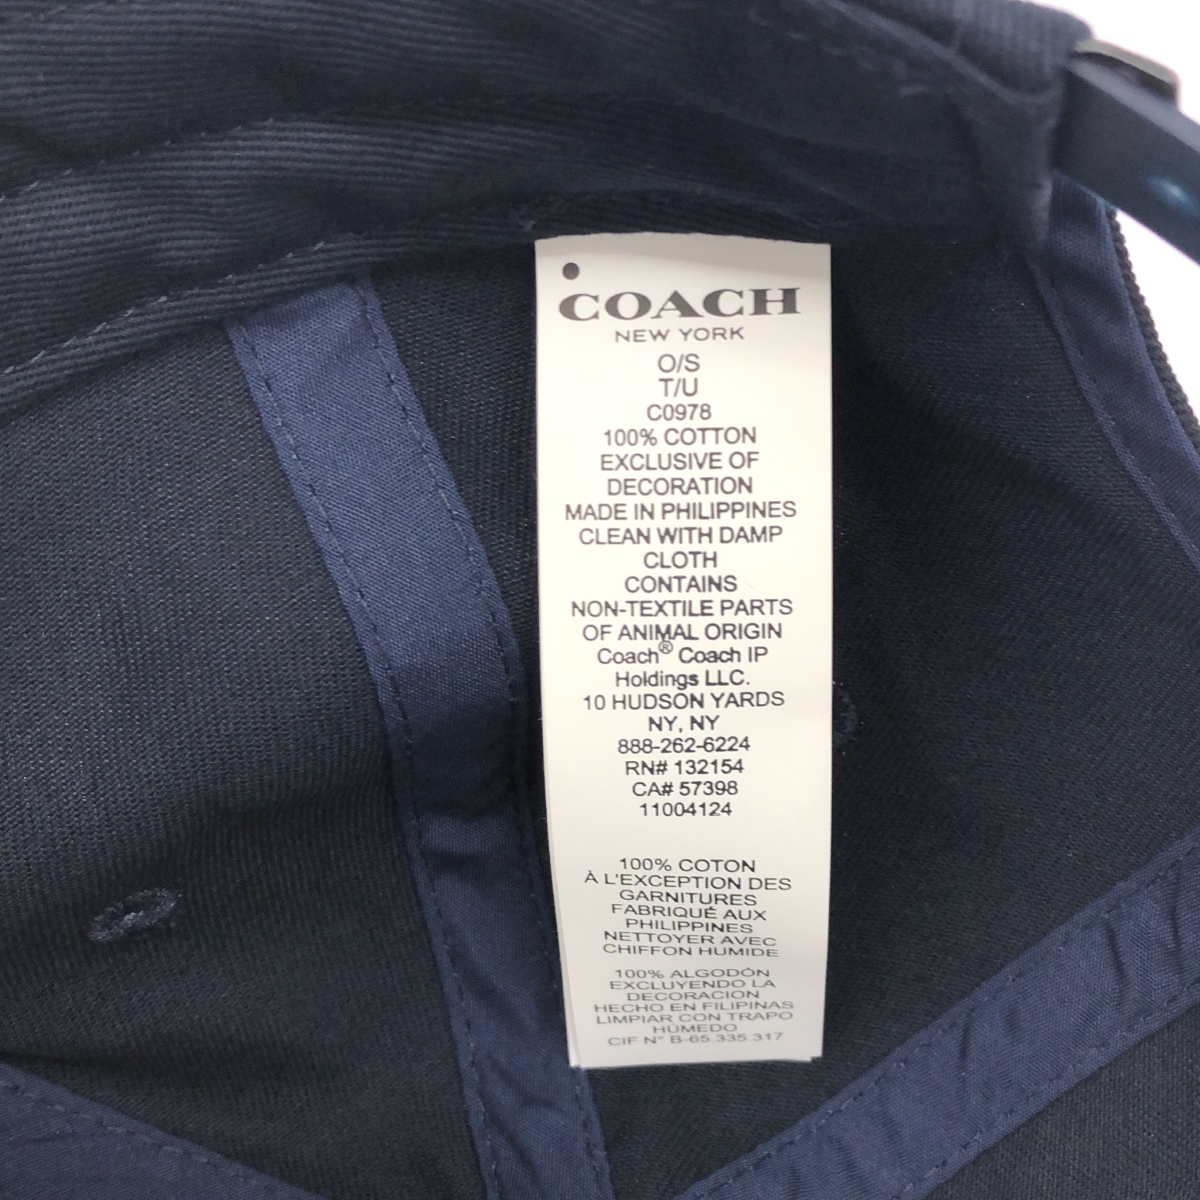 COACH
NEW YORK
O/S
T/U
C0978
100% COTTON
EXCLUSIVE OF
DECORATION
MADE IN PHILIPPINES
CLEAN WITH DAMP
CLOTH
CONTAINS
NON-TEXTILE PARTS
OF ANIMAL ORIGIN
Coach® Coach IP
Holdings LLC.
10 HUDSON YARDS
NY, NY
888-262-6224
RN# 132154
CA# 57398
11004124
100% COTON
À L'EXCEPTION DES
GARNITURES
FABRIQUÉ AUX
PHILIPPINES
NETTOYER AVEC
CHIFFON HUMIDE
100% ALGODÓN
EXCLUYENDO LA
DECORACION
HECHO EN FILIPINAS
LIMPIAR CON TRAPO
HÚMEDO
CIF N° B-65.335.317